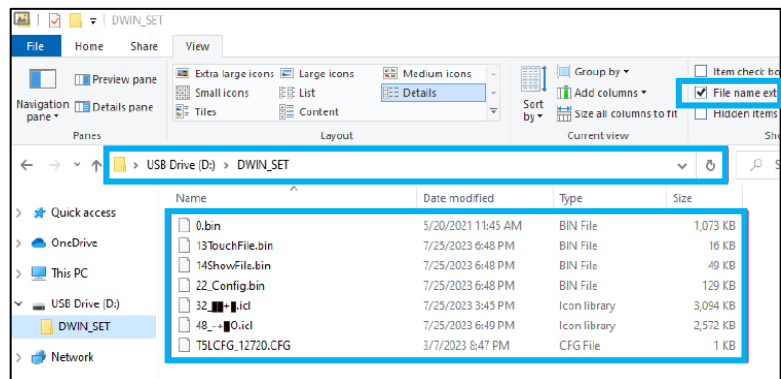 DWIN_SET
File Home Share View
Preview pane
Navigation pane
Details pane
Panes
Extra large icons Large icons Medium icons
Small icons List Details
Tiles Content
Layout
Sort by
Group by
Add columns
Size all columns to fit
Current view
Item check bo
File name ext
Hidden items
Sho
USB Drive (D:) > DWIN_SET
Name Date modified Type Size
Quick access
OneDrive
This PC
USB Drive (D:)
DWIN_SET
Network
0.bin 5/20/2021 11:45 AM BIN File 1,073 KB
13TouchFile.bin 7/25/2023 6:48 PM BIN File 16 KB
14ShowFile.bin 7/25/2023 6:48 PM BIN File 49 KB
22_Config.bin 7/25/2023 6:48 PM BIN File 129 KB
32_██+█.icl 7/25/2023 3:45 PM Icon library 3,094 KB
48_-+█O.icl 7/25/2023 6:49 PM Icon library 2,572 KB
T5LCFG_12720.CFG 3/7/2023 8:47 PM CFG File 1 KB